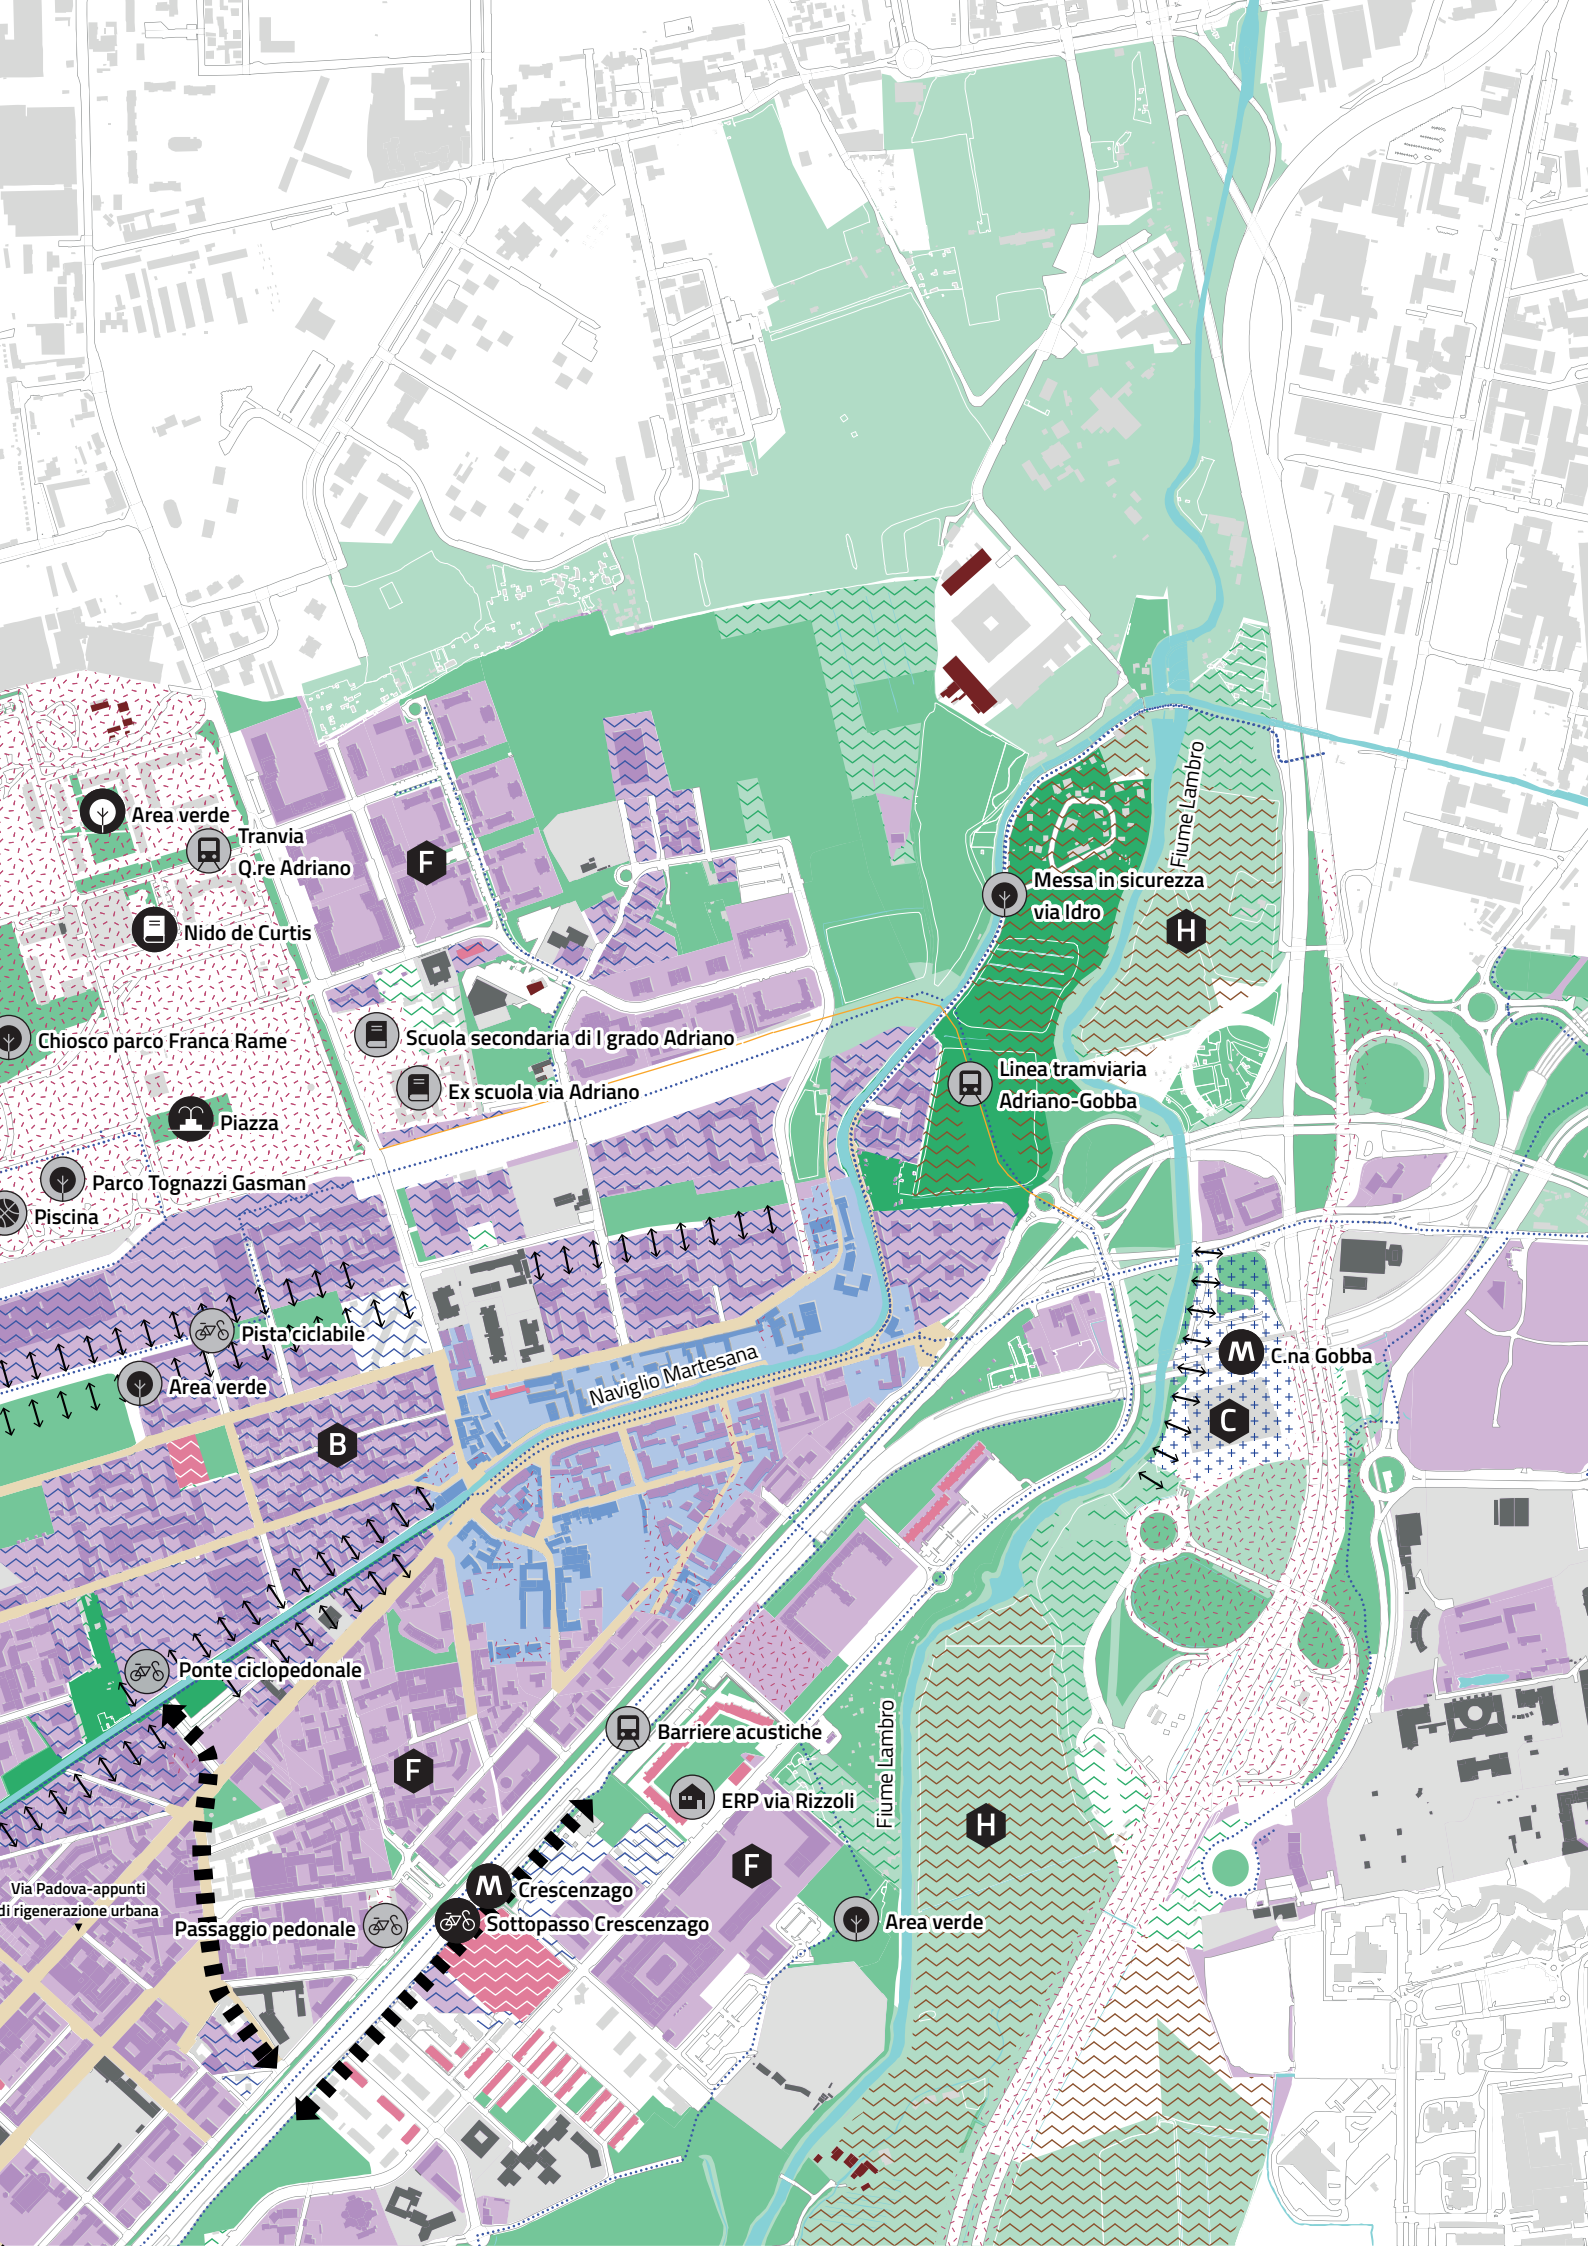 Area verde
Tranvia
Q.re Adriano
F
Fiume Lambro
Messa in sicurezza
via Idro
H
Nido de Curtis
Chiosco parco Franca Rame
Scuola secondaria di I grado Adriano
Linea tramviaria
Adriano-Gobba
Ex scuola via Adriano
Piazza
Parco Tognazzi Gasman
Piscina
Pista ciclabile
M
C.na Gobba
Area verde
Naviglio Martesana
C
B
Ponte ciclopedonale
Barriere acustiche
Fiume Lambro
F
ERP via Rizzoli
H
F
Via Padova-appunti
di rigenerazione urbana
M
Crescenzago
Passaggio pedonale
Sottopasso Crescenzago
Area verde